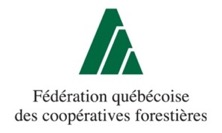 Fédération québécoise
des coopératives forestières